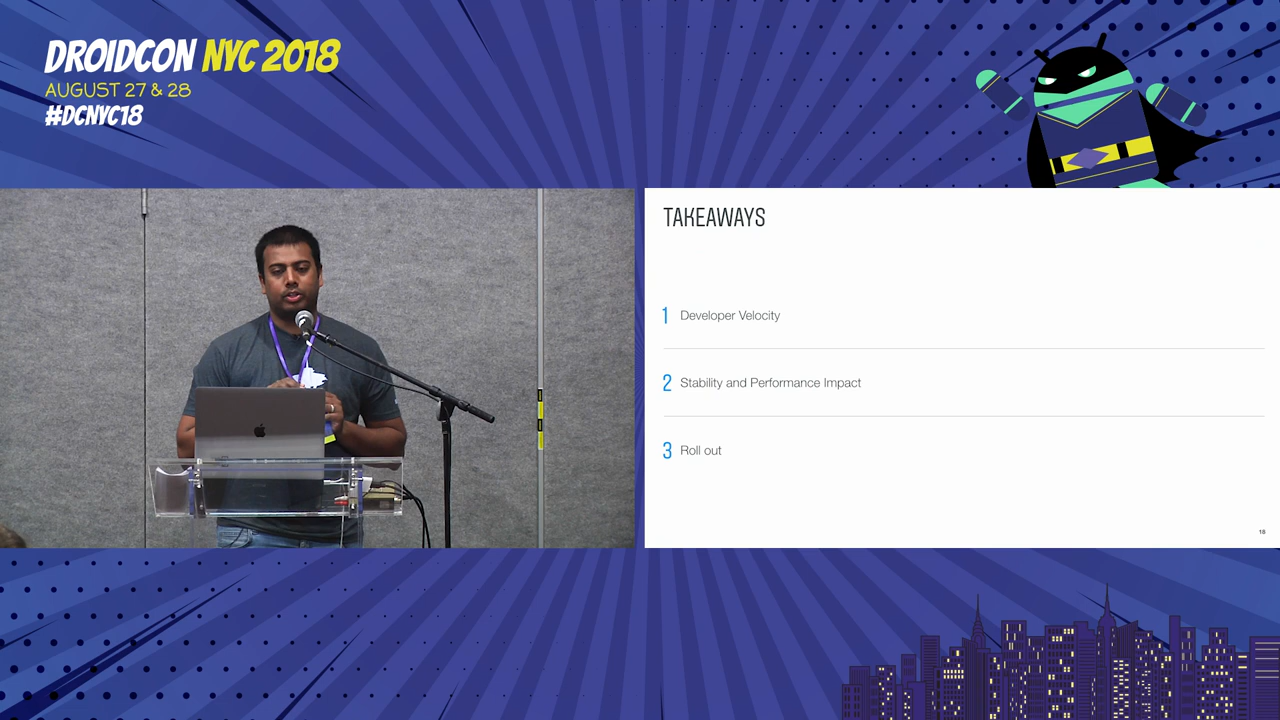 DROIDCON NYC 2018
AUGUST 27 & 28
#DCNYC18
TAKEAWAYS
1 Developer Velocity
2 Stability and Performance Impact
3 Roll out
18